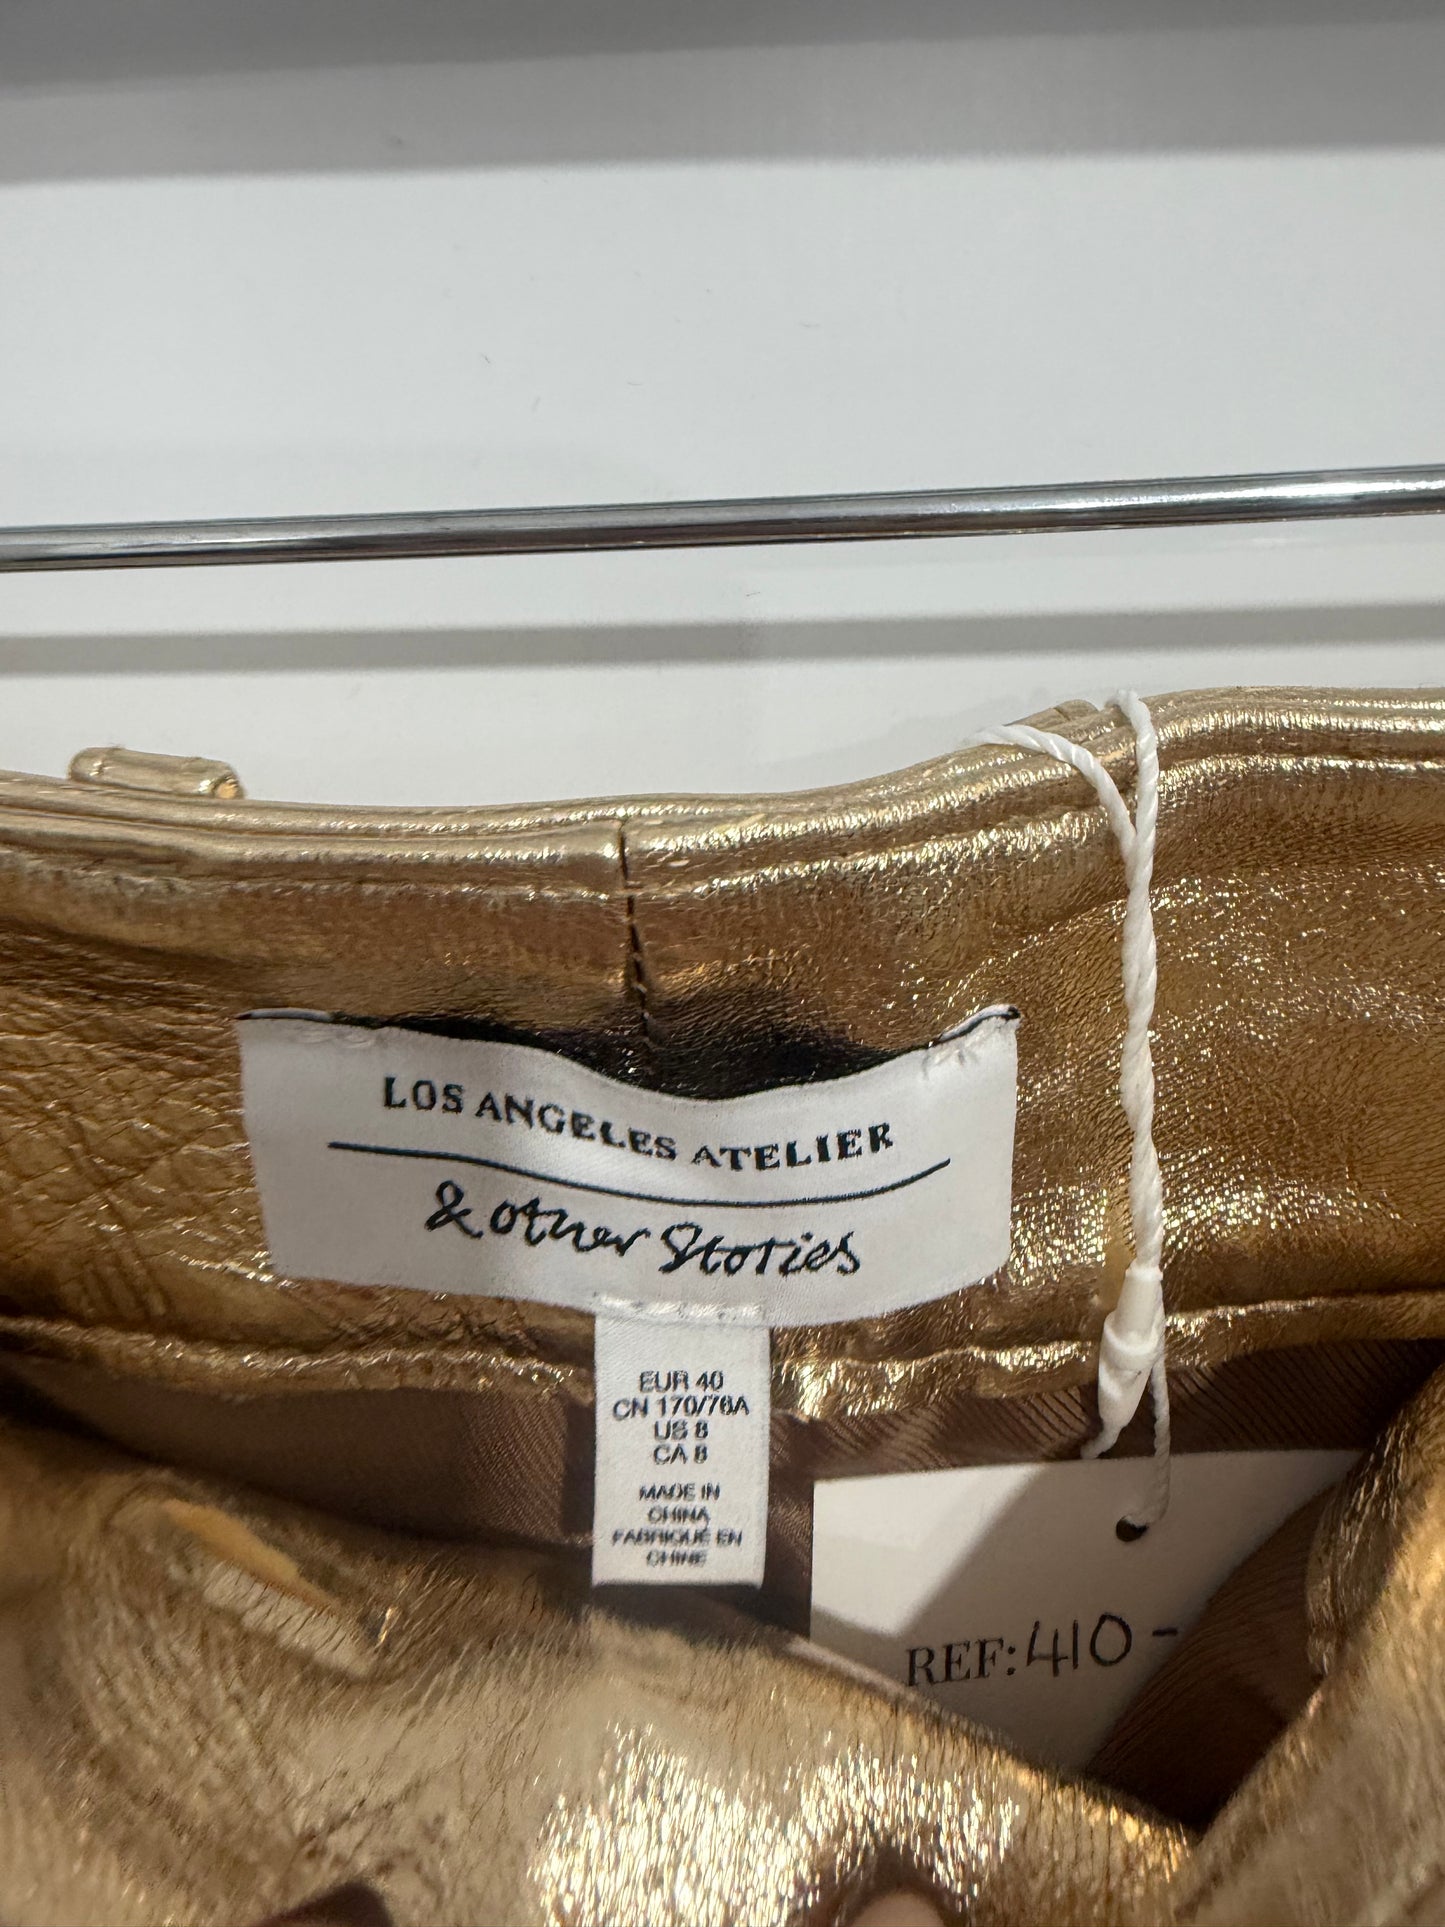 LOS ANGELES ATELIER
& other Stories
EUR 40
CN 170/76A
US 8
CA 8
MADE IN
CHINA
FABRIQUÉ EN
CHINE
REF: 410 -